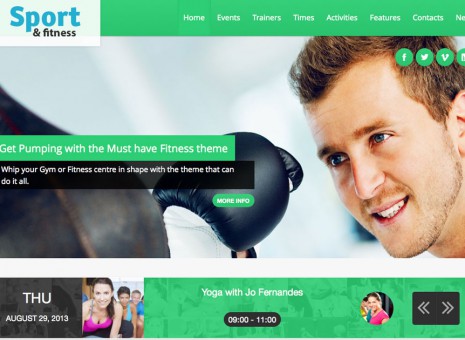 Sport
& fitness
Home Events Trainers Times Activities Features Contacts
Get Pumping with the Must have Fitness theme
Whip your Gym or Fitness centre in shape with the theme that can
do it all.
MORE INFO
THU
AUGUST 29, 2013
Yoga with Jo Fernandes
09:00 - 11:00